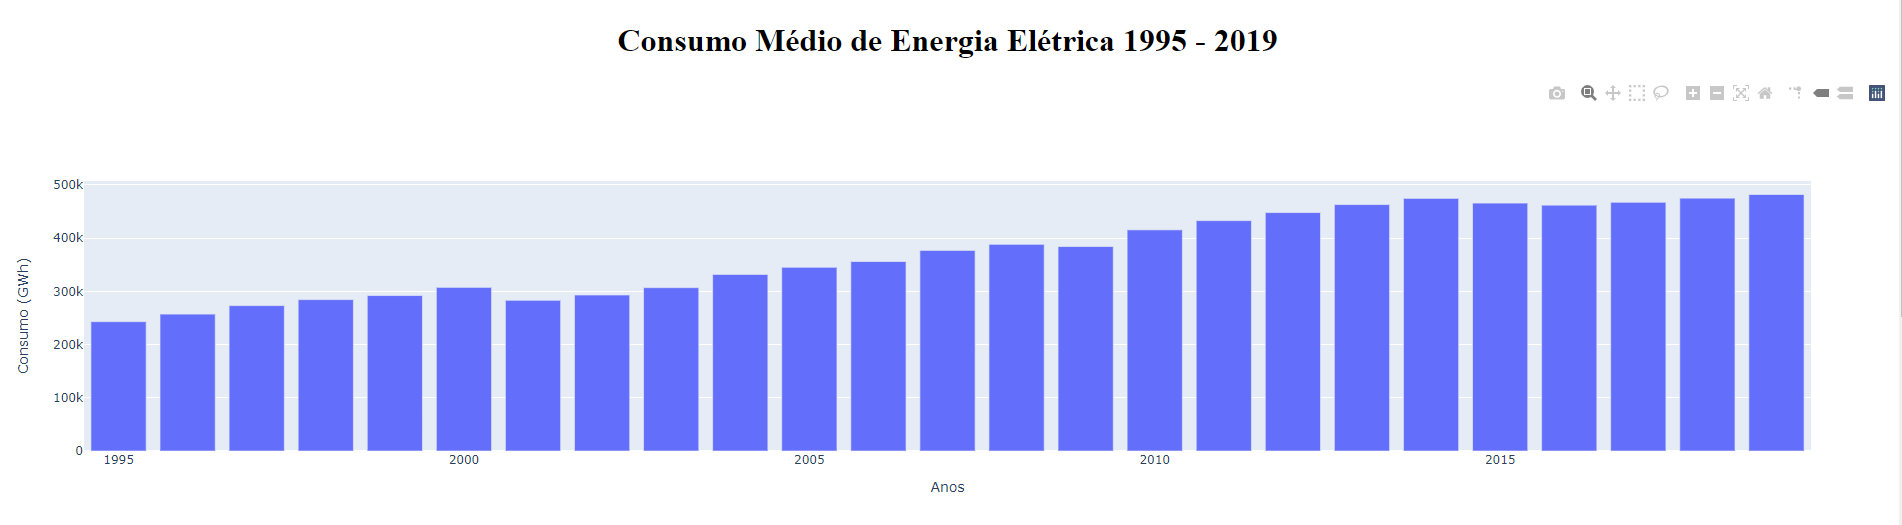 Consumo Médio de Energia Elétrica 1995 - 2019
500k
400k
300k
200k
100k
0
Consumo (GWh)
1995 2000 2005 2010 2015
Anos